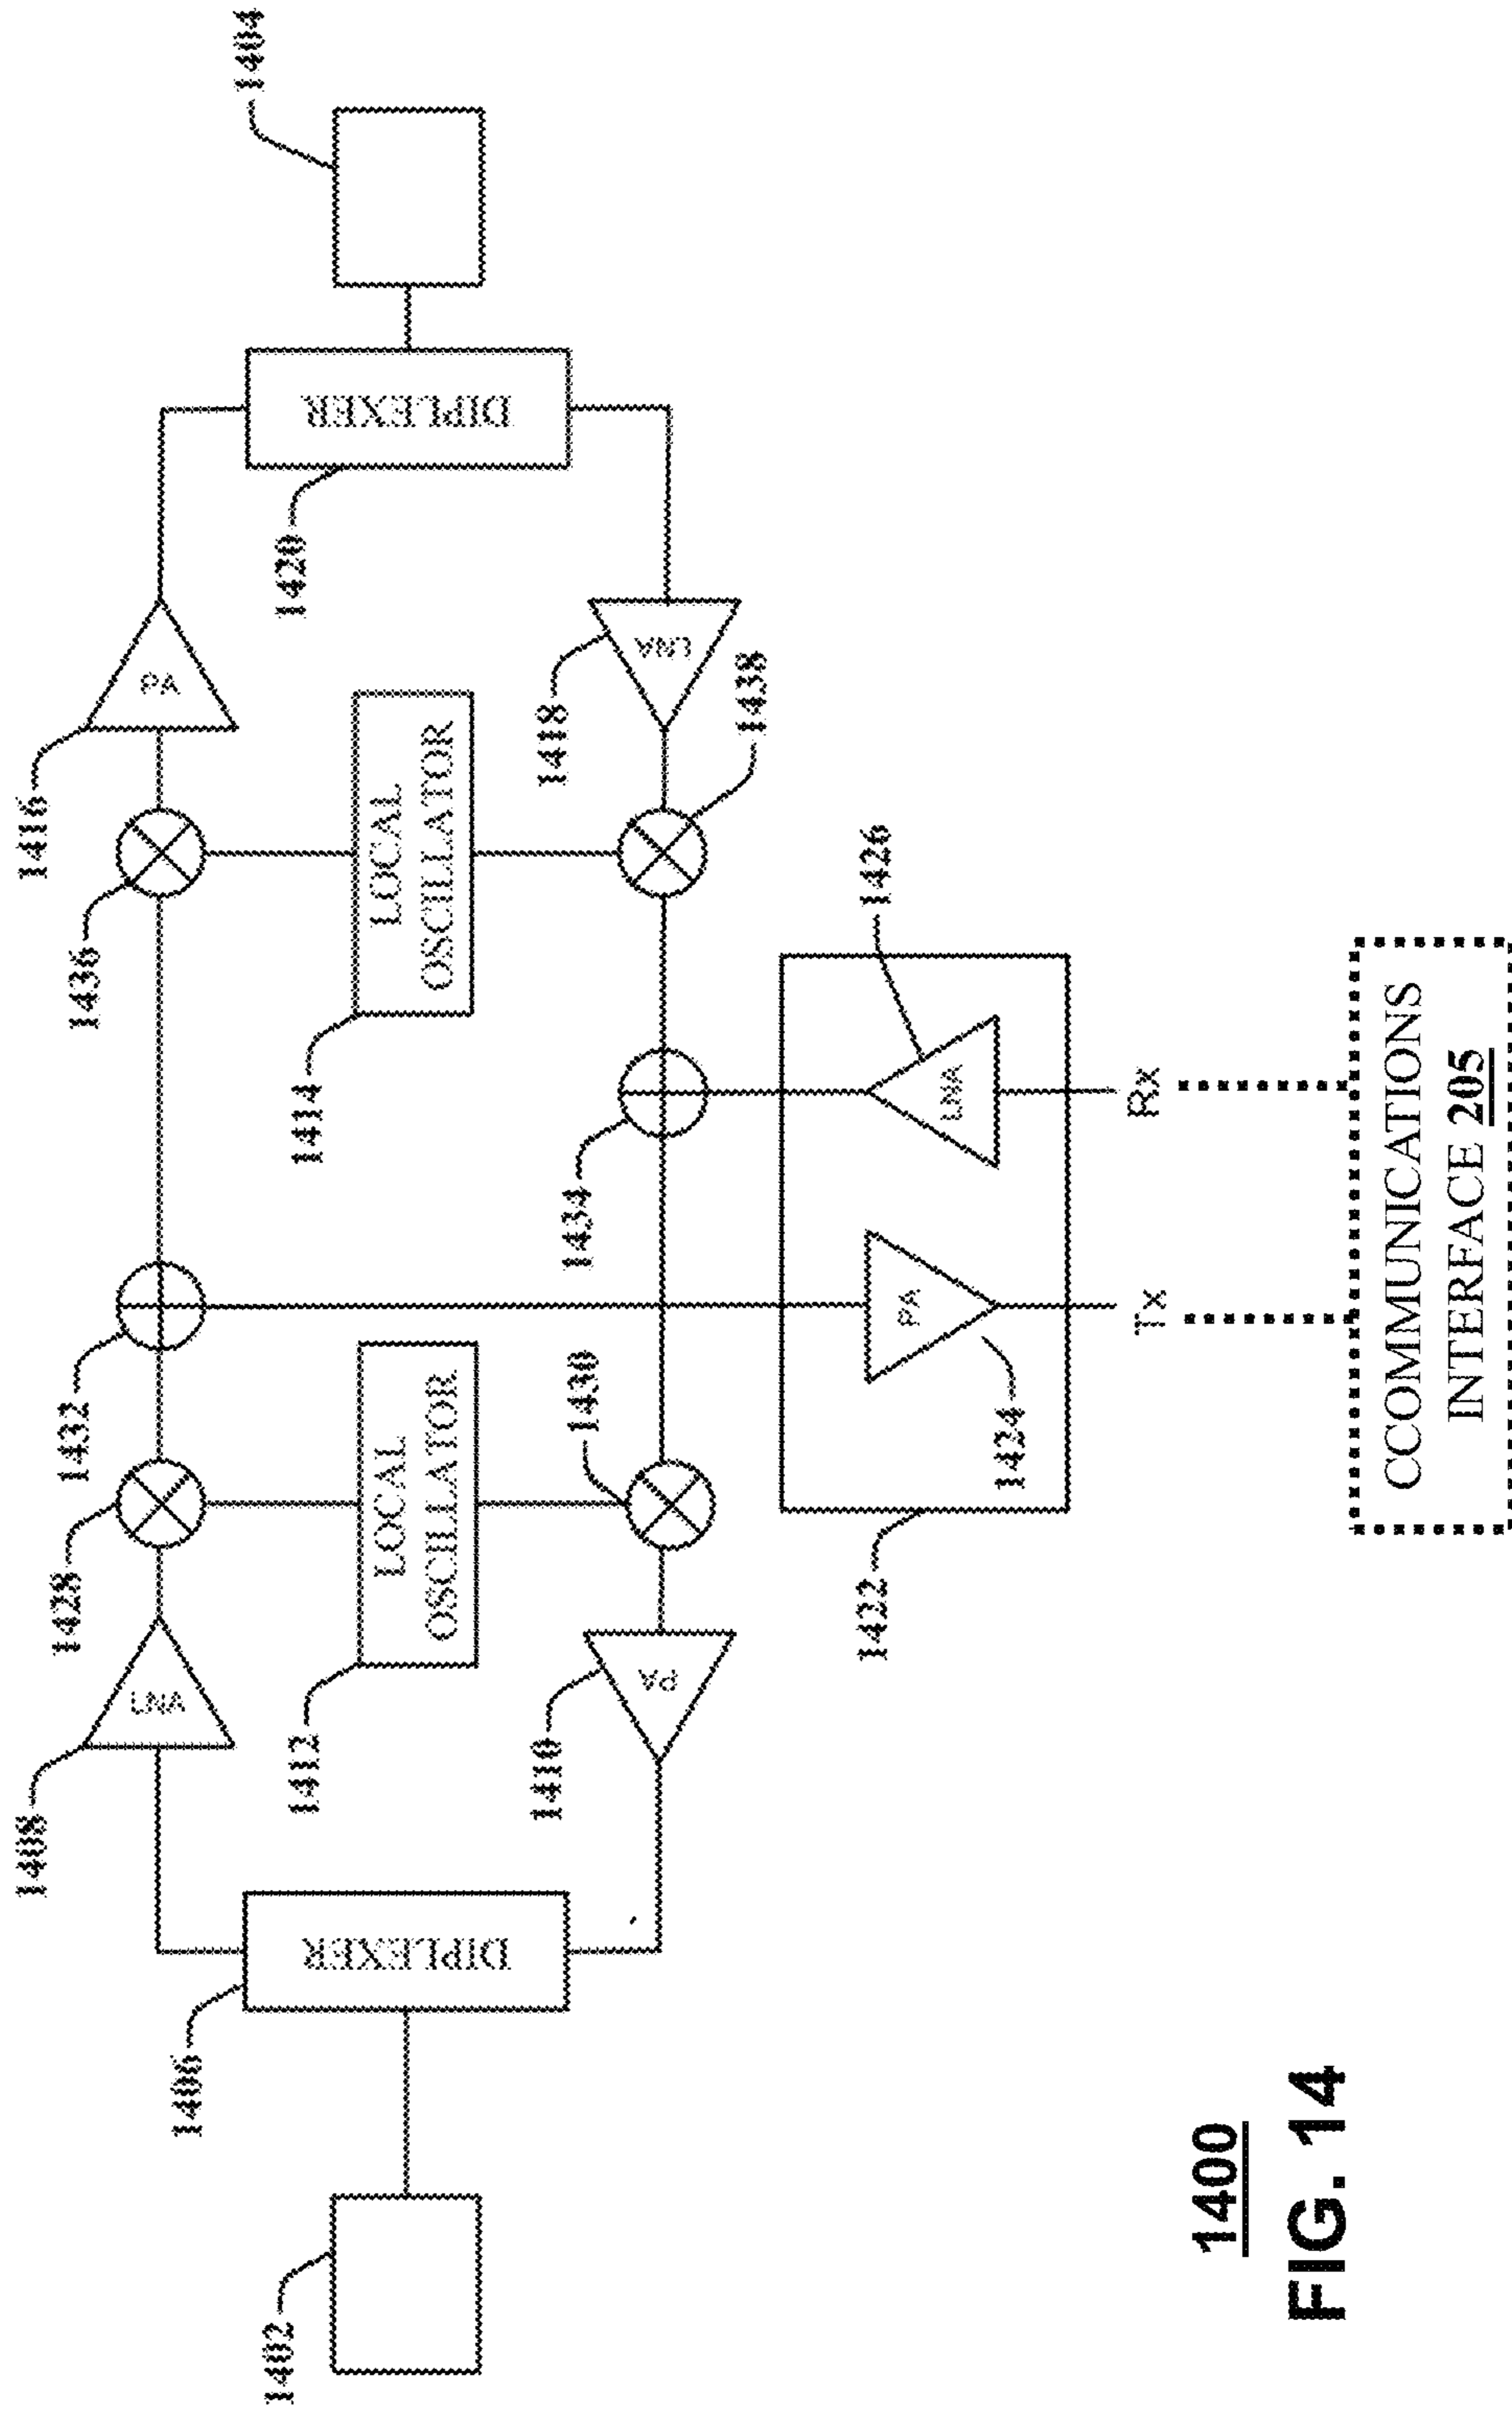 1408
LNA
1428
1432
1436
1416
PA
1404
1402
1406
DIPLEXER
1412
LOCAL
OSCILLATOR
1414
LOCAL
OSCILLATOR
1420
DIPLEXER
1410
PA
1430
1434
1418
LNA
1438
1422
1424
PA
LNA
1426
Tx
Rx
CCOMMUNICATIONS
INTERFACE 205
1400
FIG. 14